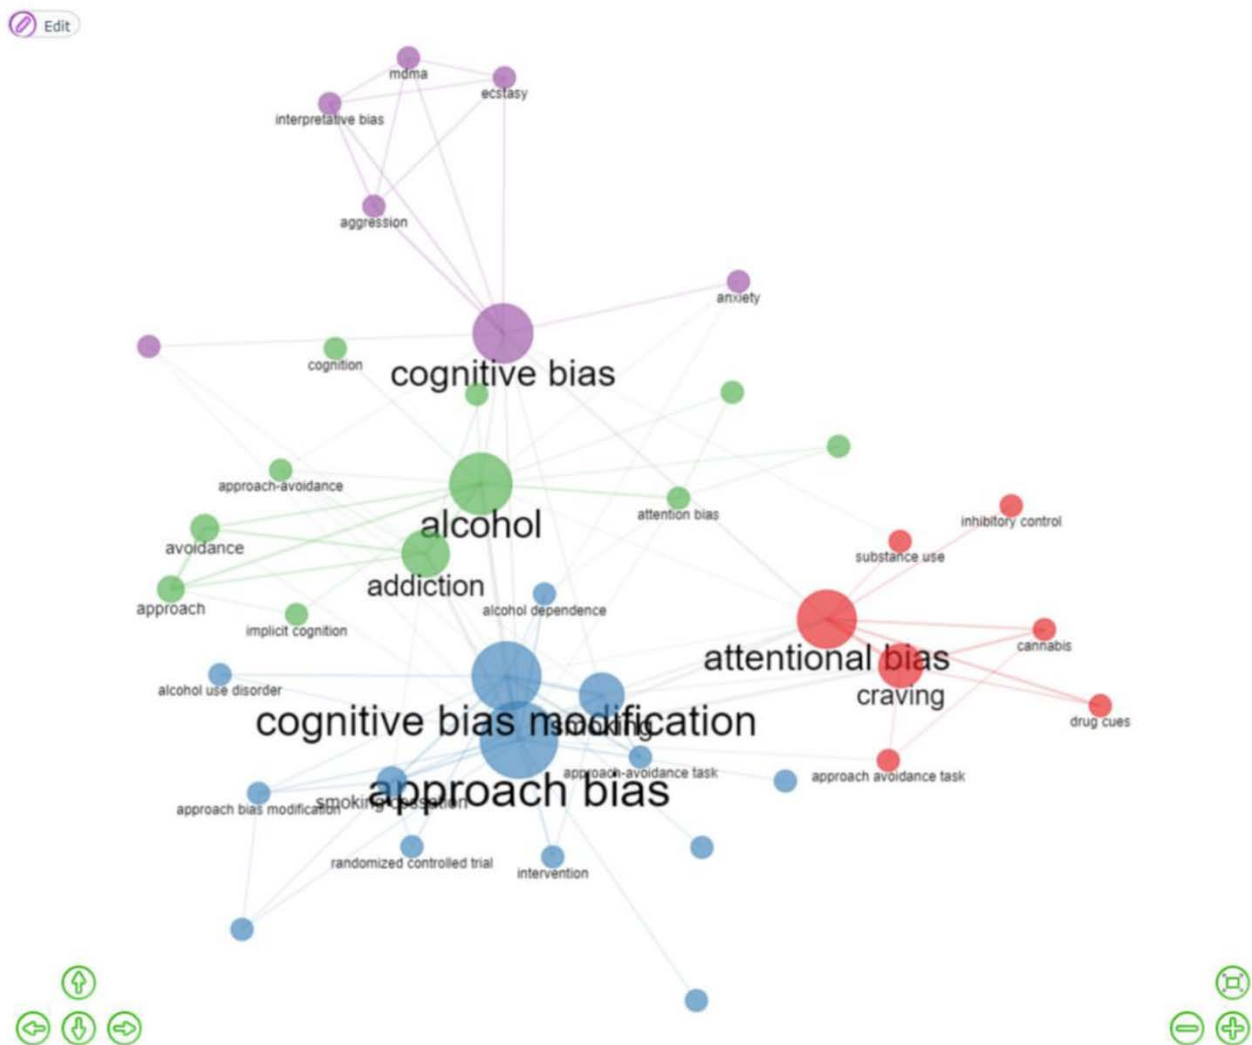 Edit
mdma
ecstasy
interpretative bias
aggression
anxiety
cognition
cognitive bias
approach-avoidance
attention bias
inhibitory control
alcohol
avoidance
substance use
addiction
approach
alcohol dependence
implicit cognition
cannabis
attentional bias
alcohol use disorder
craving
cognitive bias modification
smoking
drug cues
approach-avoidance task
approach avoidance task
approach bias
smoking cessation
approach bias modification
randomized controlled trial
intervention